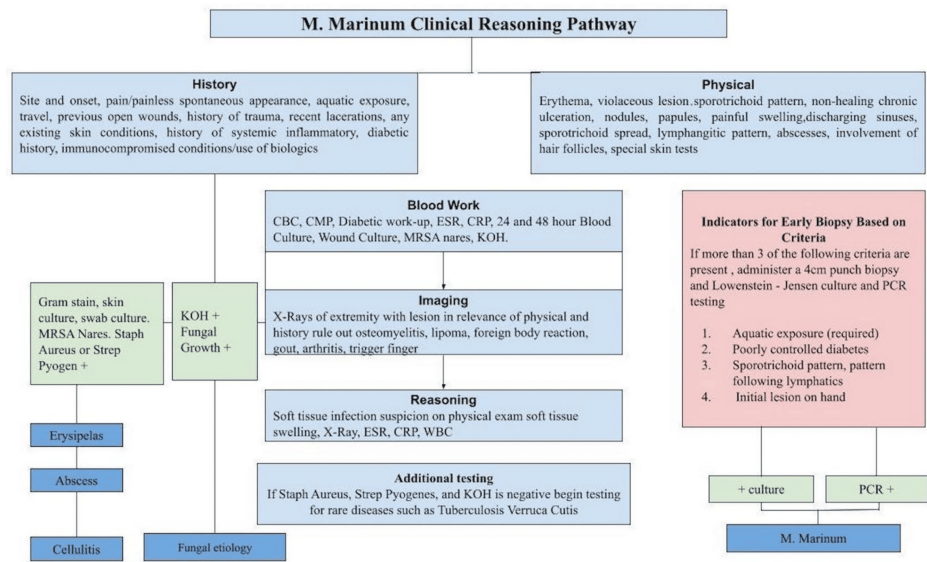 M. Marinum Clinical Reasoning Pathway
History
Site and onset, pain/painless spontaneous appearance, aquatic exposure,
travel, previous open wounds, history of trauma, recent lacerations, any
existing skin conditions, history of systemic inflammatory, diabetic
history, immunocompromised conditions/use of biologics
Physical
Erythema, violaceous lesion.sporotrichoid pattern, non-healing chronic
ulceration, nodules, papules, painful swelling,discharging sinuses,
sporotrichoid spread, lymphangitic pattern, abscesses, involvement of
hair follicles, special skin tests
Blood Work
CBC, CMP, Diabetic work-up, ESR, CRP, 24 and 48 hour Blood
Culture, Wound Culture, MRSA nares, KOH.
Imaging
X-Rays of extremity with lesion in relevance of physical and
history rule out osteomyelitis, lipoma, foreign body reaction,
gout, arthritis, trigger finger
Reasoning
Soft tissue infection suspicion on physical exam soft tissue
swelling, X-Ray, ESR, CRP, WBC
Additional testing
If Staph Aureus, Strep Pyogenes, and KOH is negative begin testing
for rare diseases such as Tuberculosis Verruca Cutis
Gram stain, skin
culture, swab culture.
MRSA Nares. Staph
Aureus or Strep
Pyogen +
KOH +
Fungal
Growth +
Erysipelas
Abscess
Cellulitis
Fungal etiology
Indicators for Early Biopsy Based on
Criteria
If more than 3 of the following criteria are
present , administer a 4cm punch biopsy
and Lowenstein - Jensen culture and PCR
testing
1. Aquatic exposure (required)
2. Poorly controlled diabetes
3. Sporotrichoid pattern, pattern
following lymphatics
4. Initial lesion on hand
+ culture
PCR +
M. Marinum